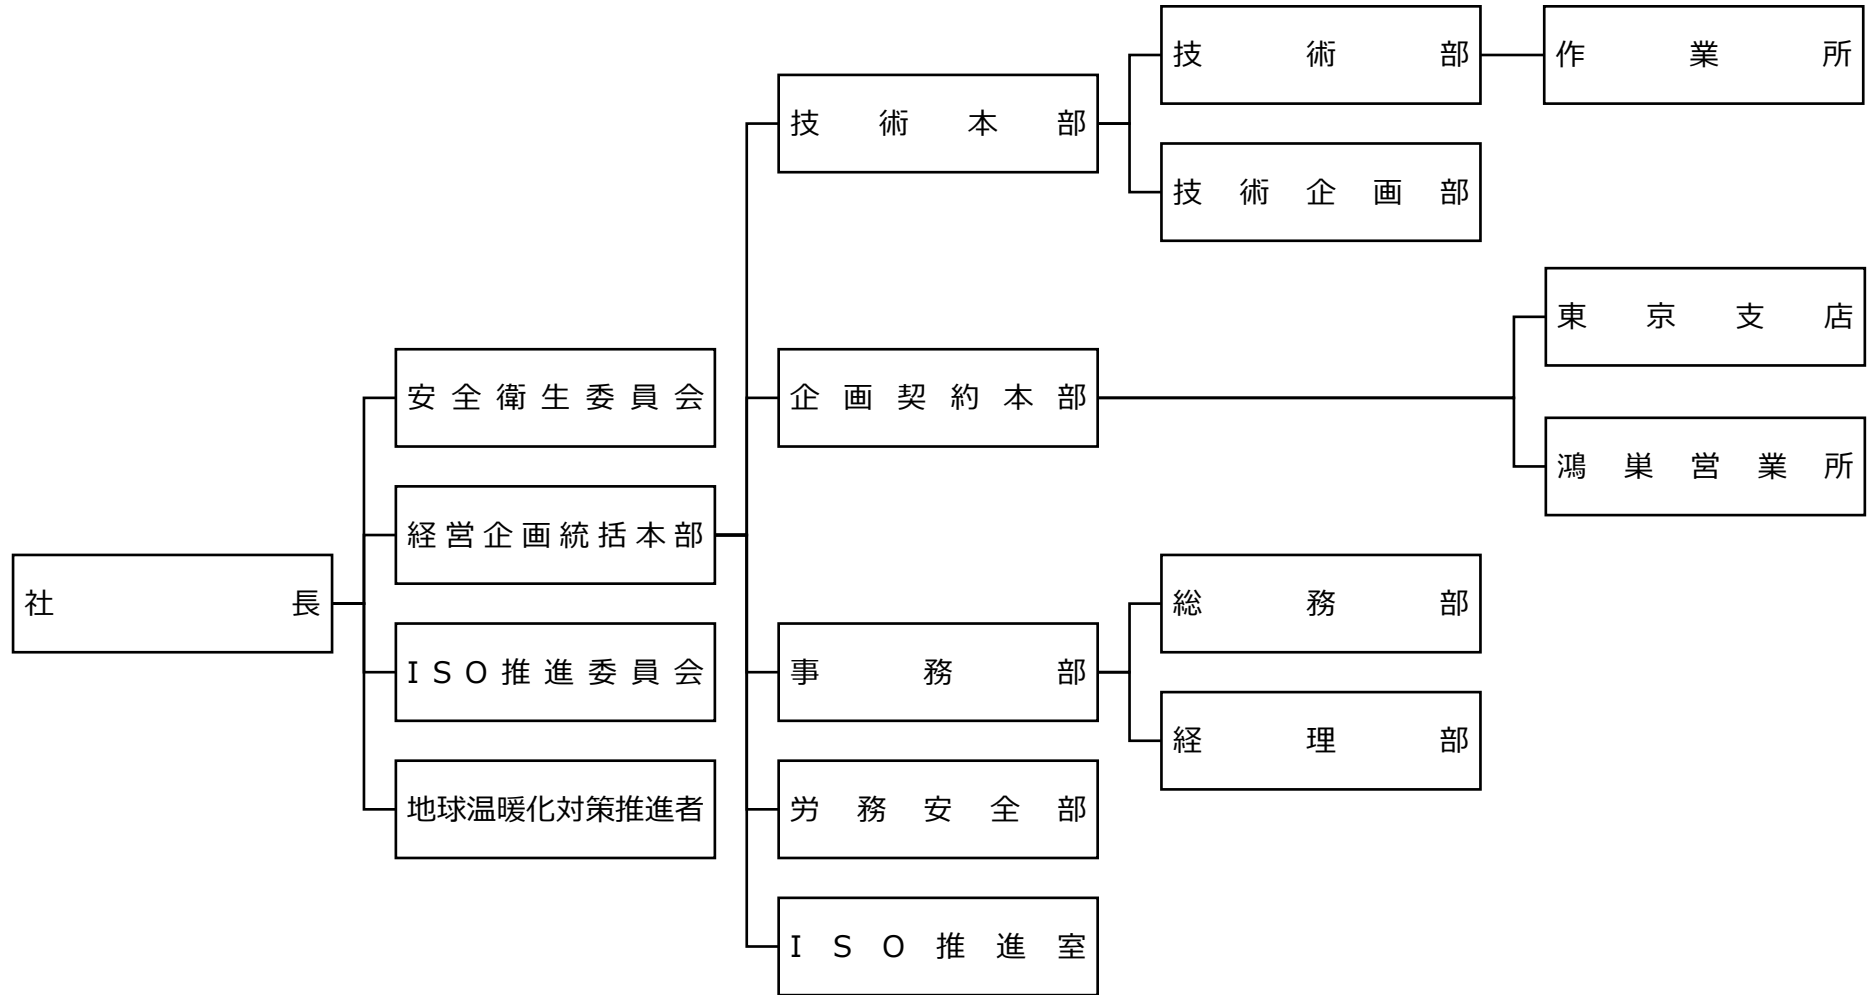 社長
安全衛生委員会
経営企画統括本部
ISO推進委員会
地球温暖化対策推進者
技術本部
企画契約本部
事務部
労務安全部
ISO推進室
技術部
技術企画部
総務部
経理部
作業所
東京支店
鴻巣営業所